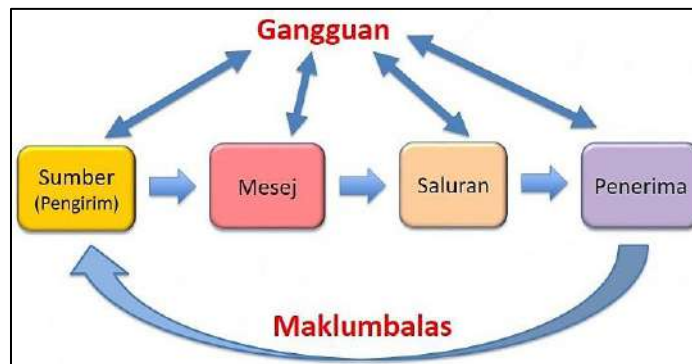 Gangguan
Sumber
(Pengirim)
Mesej
Saluran
Penerima
Maklumbalas